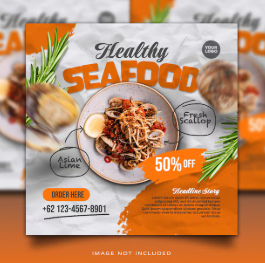 Healthy
SEAFOOD
YOUR
LOGO
Fresh
Scallop
Asian
Lime
50% OFF
ORDER HERE
+62 123-4567-8901
Headline Story
IMAGE NOT INCLUDED